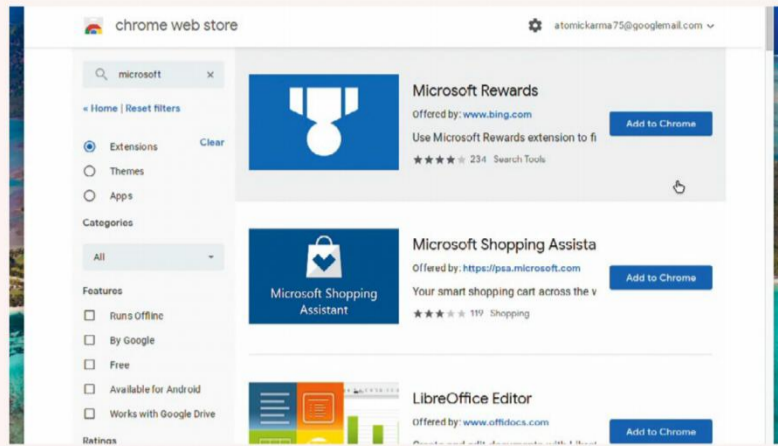 chrome web store
atomickarma75@googlemail.com
microsoft
« Home | Reset filters
Extensions
Clear
Themes
Apps
Categories
All
Features
Runs Offline
By Google
Free
Available for Android
Works with Google Drive
Ratings
Microsoft Rewards
Offered by: www.bing.com
Add to Chrome
Use Microsoft Rewards extension to fi
234 Search Tools
Microsoft Shopping
Assistant
Microsoft Shopping Assista
Offered by: https://psa.microsoft.com
Add to Chrome
Your smart shopping cart across the w
119 Shopping
LibreOffice Editor
Offered by: www.offidocs.com
Add to Chrome